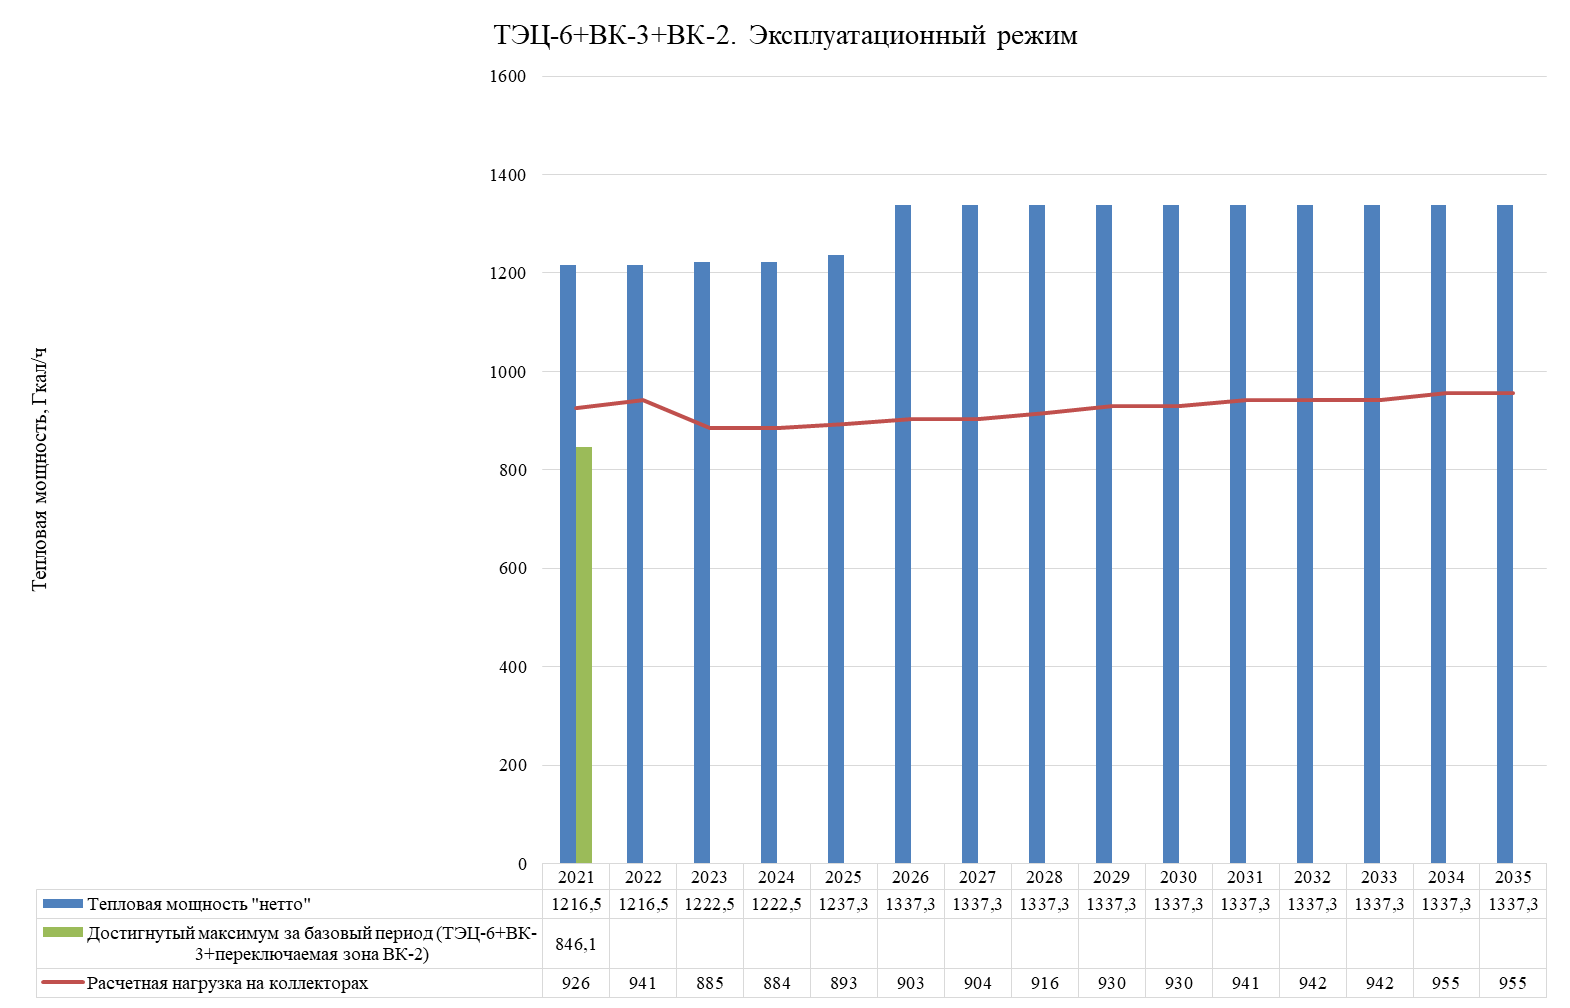 ТЭЦ-6+ВК-3+ВК-2. Эксплуатационный режим
Тепловая мощность, Гкал/ч
1600
1400
1200
1000
800
600
400
200
0
2021 2022 2023 2024 2025 2026 2027 2028 2029 2030 2031 2032 2033 2034 2035
Тепловая мощность "нетто" 1216,5 1216,5 1222,5 1222,5 1237,3 1337,3 1337,3 1337,3 1337,3 1337,3 1337,3 1337,3 1337,3 1337,3 1337,3
Достигнутый максимум за базовый период (ТЭЦ-6+ВК-
3+переключаемая зона ВК-2) 846,1
Расчетная нагрузка на коллекторах 926 941 885 884 893 903 904 916 930 930 941 942 942 955 955